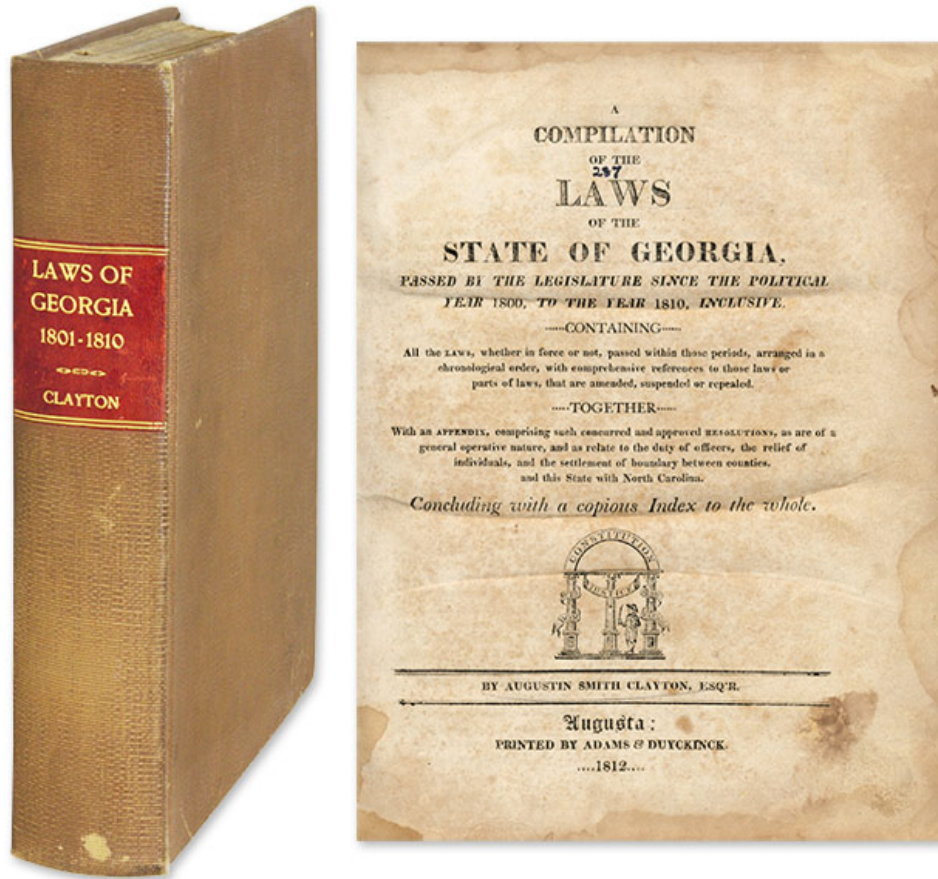 LAWS OF
GEORGIA
1801-1810
CLAYTON
A
COMPILATION
OF THE
287
LAWS
OF THE
STATE OF GEORGIA,
PASSED BY THE LEGISLATURE SINCE THE POLITICAL
YEAR 1800, TO THE YEAR 1810, INCLUSIVE.
......CONTAINING......
All the LAWS, whether in force or not, passed within those periods, arranged in a
chronological order, with comprehensive references to those laws or
parts of laws, that are amended, suspended or repealed.
......TOGETHER......
With an APPENDIX, comprising such concurred and approved RESOLUTIONS, as are of a
general operative nature, and as relate to the duty of officers, the relief of
individuals, and the settlement of boundary between counties,
and this State with North Carolina.
Concluding with a copious Index to the whole.
CONSTITUTION
JUSTICE
BY AUGUSTIN SMITH CLAYTON, ESQ'R.
Augusta:
PRINTED BY ADAMS & DUYCKINCK.
....1812....